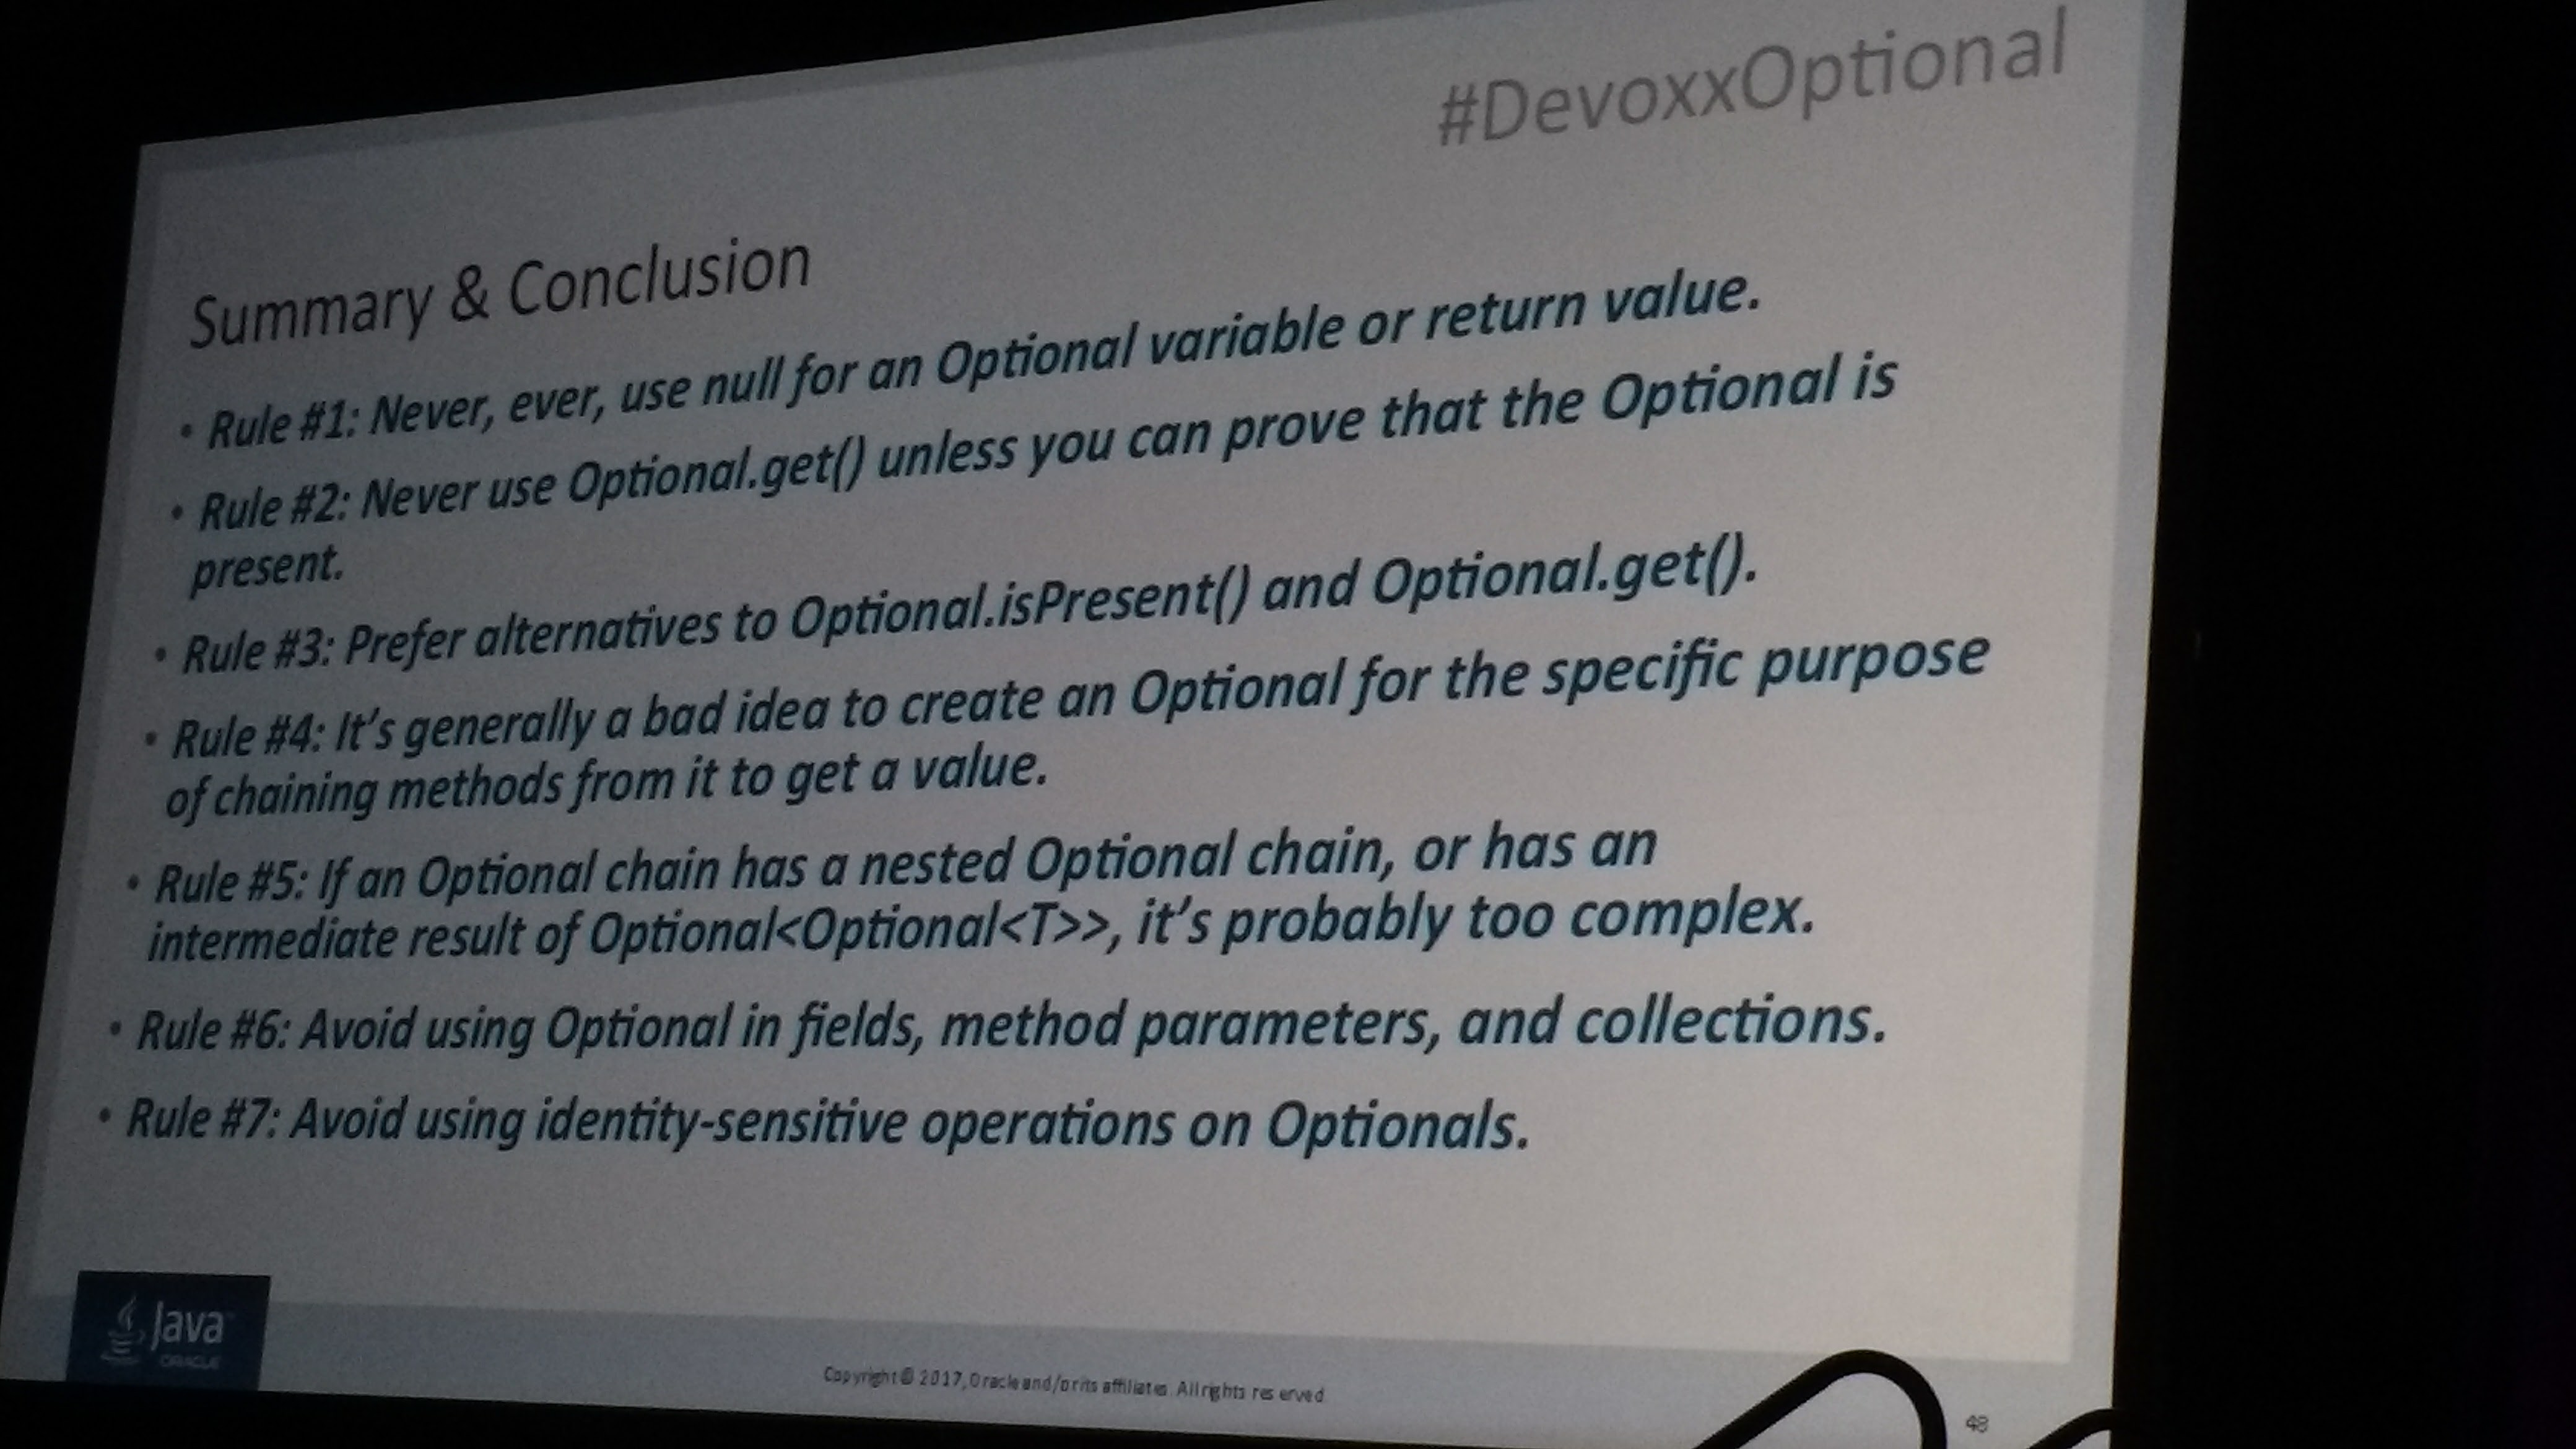 #DevoxxOptional
Summary & Conclusion
• Rule #1: Never, ever, use null for an Optional variable or return value.
• Rule #2: Never use Optional.get() unless you can prove that the Optional is
present.
• Rule #3: Prefer alternatives to Optional.isPresent() and Optional.get().
• Rule #4: It's generally a bad idea to create an Optional for the specific purpose
of chaining methods from it to get a value.
• Rule #5: If an Optional chain has a nested Optional chain, or has an
intermediate result of Optional<Optional<T>>, it's probably too complex.
• Rule #6: Avoid using Optional in fields, method parameters, and collections.
• Rule #7: Avoid using identity-sensitive operations on Optionals.
Java™
ORACLE
Copyright © 2017, Oracle and/or its affiliates. All rights reserved.
48